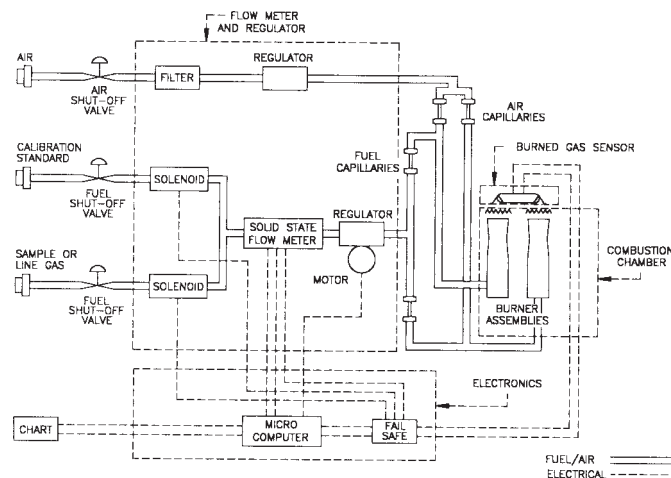 FLOW METER
AND REGULATOR
AIR
AIR
SHUT-OFF
VALVE
FILTER
REGULATOR
AIR
CAPILLARIES
CALIBRATION
STANDARD
FUEL
SHUT-OFF
VALVE
SOLENOID
FUEL
CAPILLARIES
BURNED GAS SENSOR
SOLID STATE
FLOW METER
REGULATOR
MOTOR
SAMPLE OR
LINE GAS
FUEL
SHUT-OFF
VALVE
SOLENOID
COMBUSTION
CHAMBER
BURNER
ASSEMBLIES
ELECTRONICS
CHART
MICRO
COMPUTER
FAIL
SAFE
FUEL/AIR
ELECTRICAL